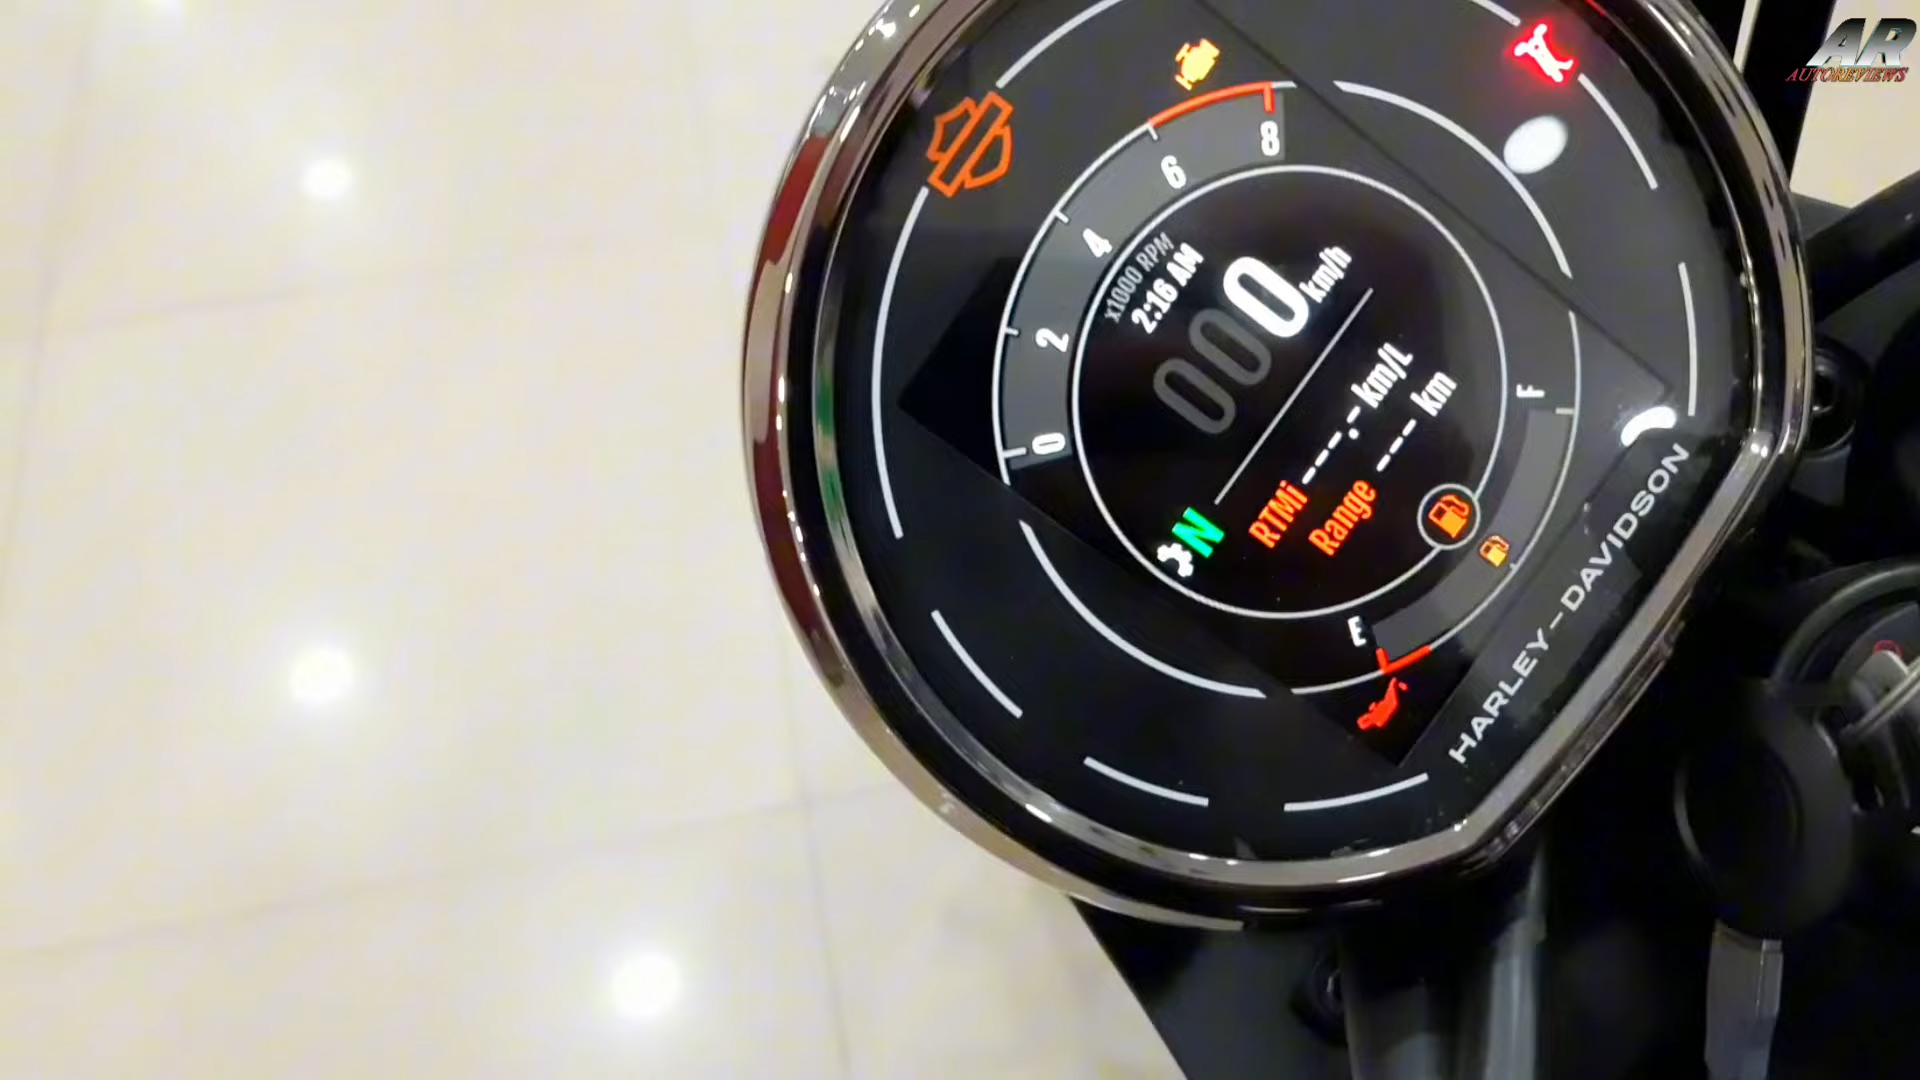 AR
AUTOREVIEWS
8
6
4
2
0
x1000 RPM
2:16 AM
000 km/h
RTMi ---.- km/L
Range --- km
N
F
E
HARLEY-DAVIDSON